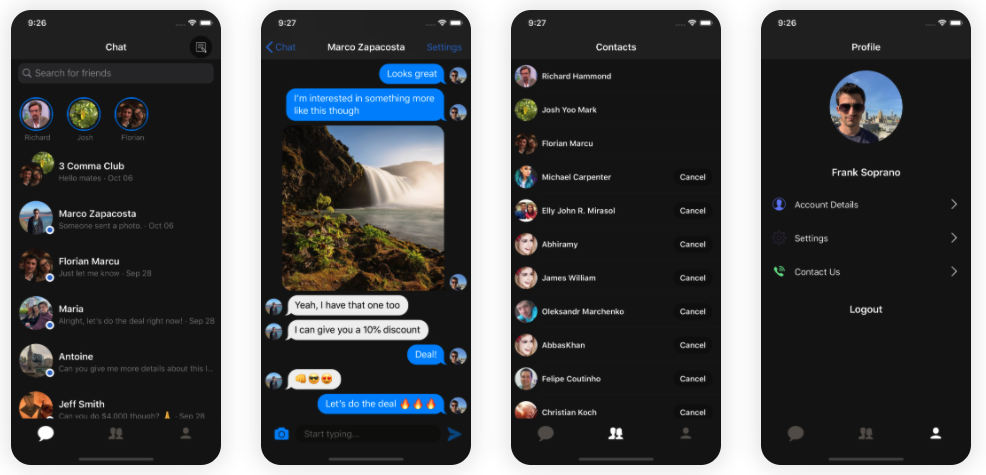 9:26
Chat
Search for friends
Richard Josh Florian
3 Comma Club
Hello mates · Oct 06
Marco Zapacosta
Someone sent a photo. · Oct 06
Florian Marcu
Just let me know · Sep 28
Maria
Alright, let's do the deal right now! · Sep 28
Antoine
Can you give me more details about this I...
Jeff Smith
Can you do $4,000 though? 🙏 · Sep 28
9:27
Chat Marco Zapacosta Settings
Looks great
I'm interested in something more
like this though
Yeah, I have that one too
I can give you a 10% discount
Deal!
👊😎😍
Let's do the deal 🔥🔥🔥
Start typing...
9:27
Contacts
Richard Hammond
Josh Yoo Mark
Florian Marcu
Michael Carpenter Cancel
Elly John R. Mirasol Cancel
Abhiramy Cancel
James William Cancel
Oleksandr Marchenko Cancel
AbbasKhan Cancel
Felipe Coutinho Cancel
Christian Koch Cancel
9:26
Profile
Frank Soprano
Account Details
Settings
Contact Us
Logout